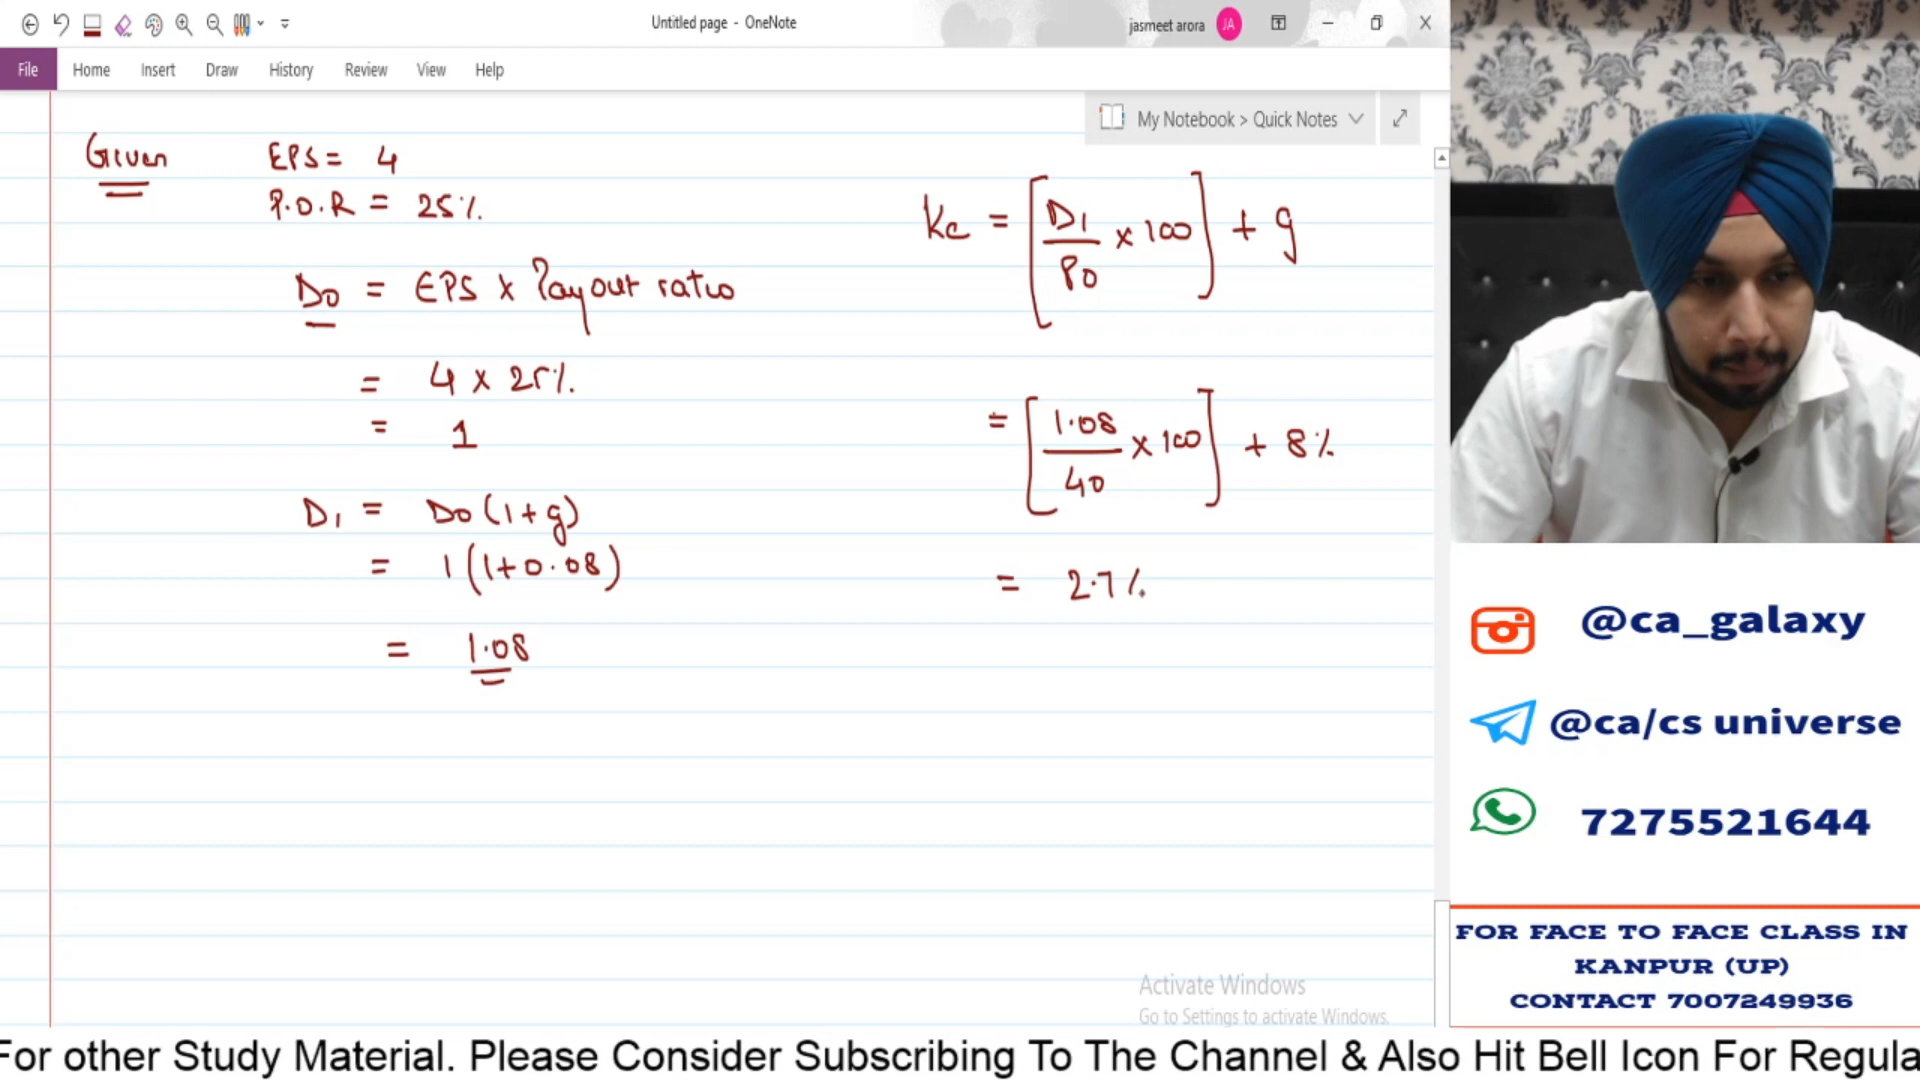 Untitled page - OneNote
jasmeet arora JA
File Home Insert Draw History Review View Help
My Notebook > Quick Notes
Given EPS = 4
P.O.R = 25%
D0 = EPS × Payout ratio
= 4 × 25%
= 1
D1 = D0 (1 + g)
= 1 (1 + 0.08)
= 1.08
Ke = [D1/P0 × 100] + g
= [1.08/40 × 100] + 8%
= 2.7%
@ca_galaxy
@ca/cs universe
7275521644
FOR FACE TO FACE CLASS IN
KANPUR (UP)
CONTACT 7007249936
Activate Windows
Go to Settings to activate Windows.
For other Study Material. Please Consider Subscribing To The Channel & Also Hit Bell Icon For Regula